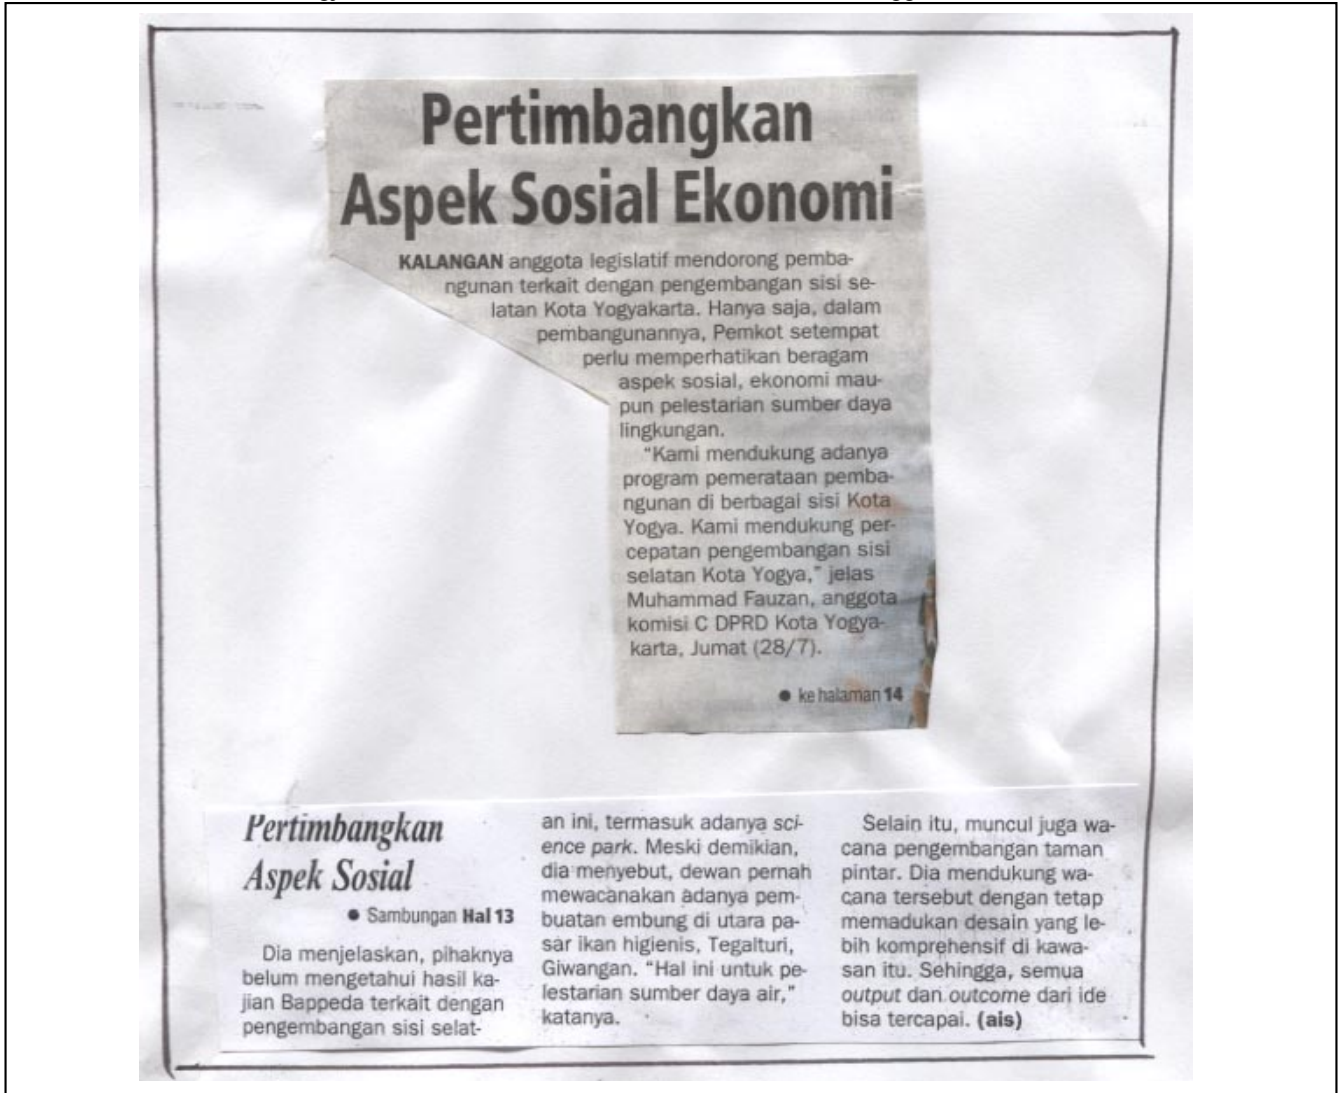 Pertimbangkan
Aspek Sosial Ekonomi
KALANGAN anggota legislatif mendorong pemba-
ngunan terkait dengan pengembangan sisi se-
latan Kota Yogyakarta. Hanya saja, dalam
pembangunannya, Pemkot setempat
perlu memperhatikan beragam
aspek sosial, ekonomi mau-
pun pelestarian sumber daya
lingkungan.
“Kami mendukung adanya
program pemerataan pemba-
ngunan di berbagai sisi Kota
Yogya. Kami mendukung per-
cepatan pengembangan sisi
selatan Kota Yogya,” jelas
Muhammad Fauzan, anggota
komisi C DPRD Kota Yogya-
karta, Jumat (28/7).
● ke halaman 14
Pertimbangkan
Aspek Sosial
● Sambungan Hal 13
Dia menjelaskan, pihaknya
belum mengetahui hasil ka-
jian Bappeda terkait dengan
pengembangan sisi selat-
an ini, termasuk adanya sci-
ence park. Meski demikian,
dia menyebut, dewan pernah
mewacanakan adanya pem-
buatan embung di utara pa-
sar ikan higienis, Tegalturi,
Giwangan. “Hal ini untuk pe-
lestarian sumber daya air,”
katanya.
Selain itu, muncul juga wa-
cana pengembangan taman
pintar. Dia mendukung wa-
cana tersebut dengan tetap
memadukan desain yang le-
bih komprehensif di kawa-
san itu. Sehingga, semua
output dan outcome dari ide
bisa tercapai. (ais)